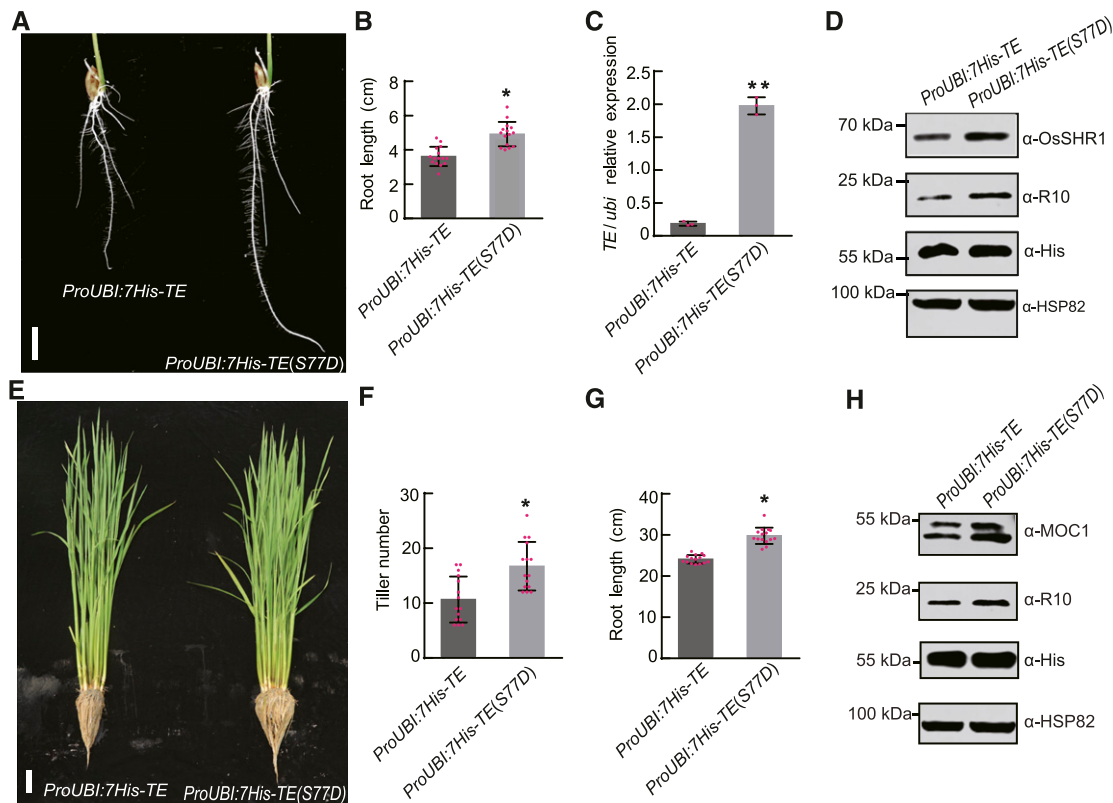 A
ProUBI:7His-TE
ProUBI:7His-TE(S77D)
B
Root length (cm)
8
6
4
2
0
*
ProUBI:7His-TE
ProUBI:7His-TE(S77D)
C
TE/ubi relative expression
2.5
2.0
1.5
1.0
0.5
0
**
ProUBI:7His-TE
ProUBI:7His-TE(S77D)
D
ProUBI:7His-TE
ProUBI:7His-TE(S77D)
70 kDa
α-OsSHR1
25 kDa
α-R10
55 kDa
α-His
100 kDa
α-HSP82
E
ProUBI:7His-TE
ProUBI:7His-TE(S77D)
F
Tiller number
30
20
10
0
*
ProUBI:7His-TE
ProUBI:7His-TE(S77D)
G
Root length (cm)
40
30
20
0
*
ProUBI:7His-TE
ProUBI:7His-TE(S77D)
H
ProUBI:7His-TE
ProUBI:7His-TE(S77D)
55 kDa
α-MOC1
25 kDa
α-R10
55 kDa
α-His
100 kDa
α-HSP82